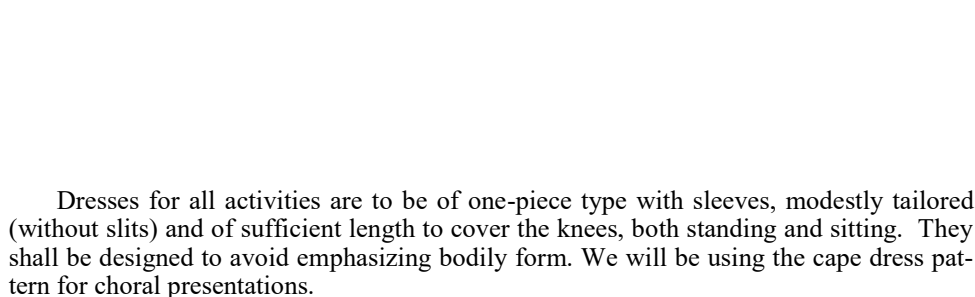 Dresses for all activities are to be of one-piece type with sleeves, modestly tailored
(without slits) and of sufficient length to cover the knees, both standing and sitting.  They
shall be designed to avoid emphasizing bodily form. We will be using the cape dress pat-
tern for choral presentations.